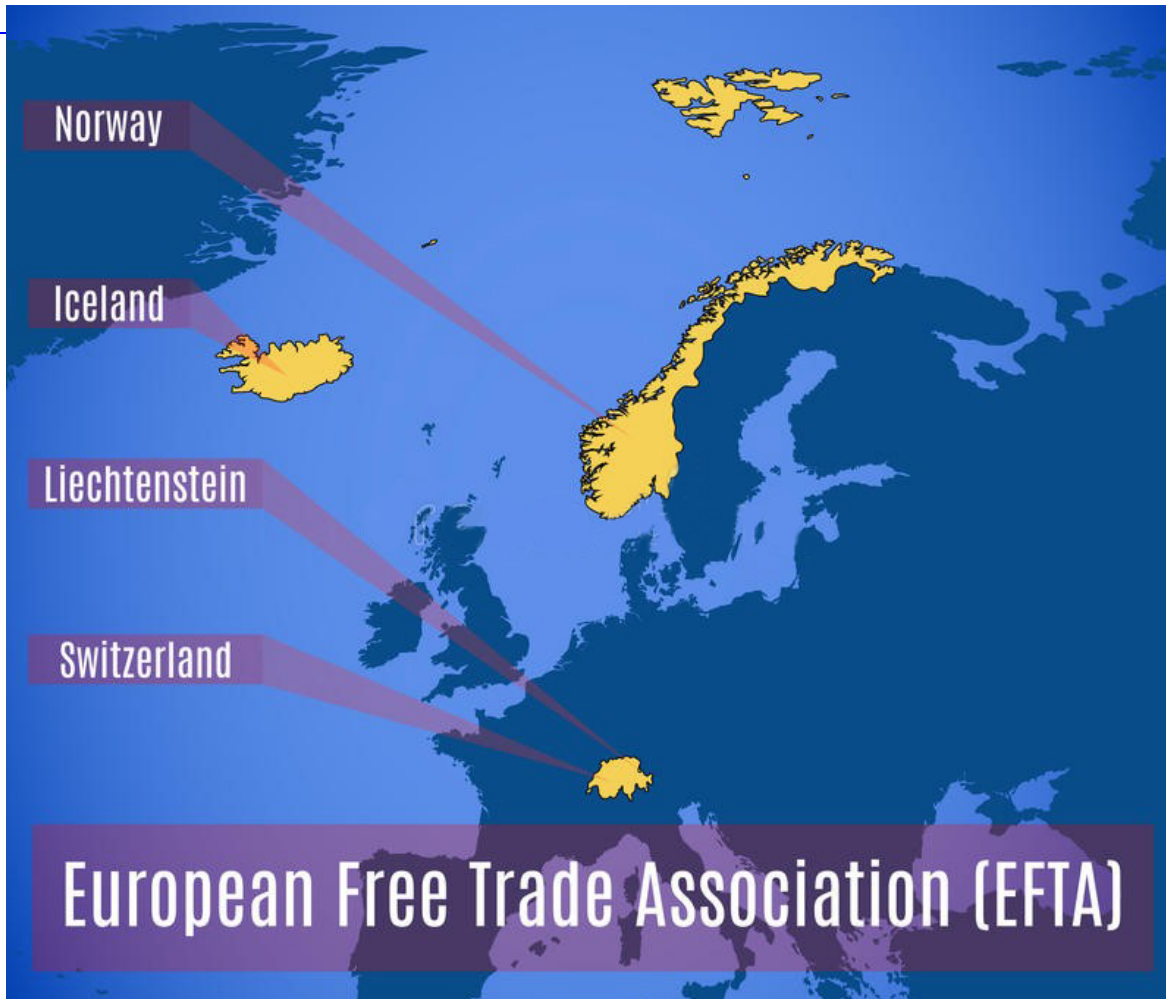 Norway
Iceland
Liechtenstein
Switzerland
European Free Trade Association (EFTA)